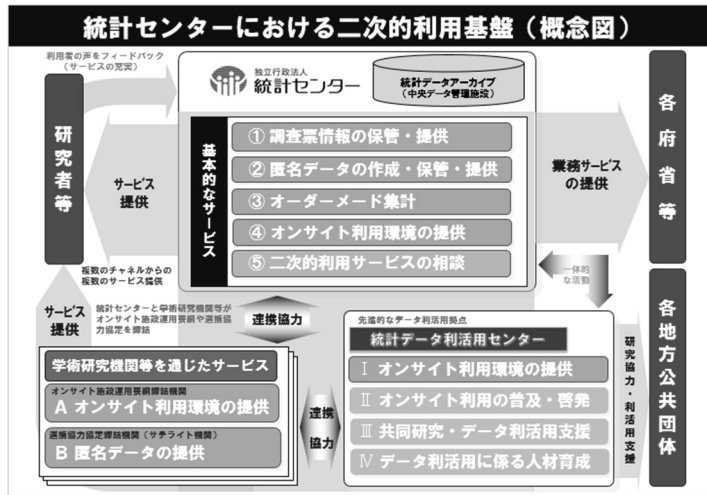 統計センターにおける二次的利用基盤（概念図）
利用者の声をフィードバック
（サービスの充実）
独立行政法人
統計センター
統計データアーカイブ
（中央データ管理施設）
研究者等
サービス
提供
基本的なサービス
① 調査票情報の保管・提供
② 匿名データの作成・保管・提供
③ オーダーメード集計
④ オンサイト利用環境の提供
⑤ 二次的利用サービスの相談
業務サービス
の提供
各府省等
複数のチャネルからの
複数のサービス提供
一体的
な活動
サービス
提供
統計センターと学術研究機関等が
オンサイト施設運用要綱や連携協
力協定を締結
連携協力
先進的なデータ利活用拠点
統計データ利活用センター
学術研究機関等を通じたサービス
オンサイト施設運用要綱締結機関
A オンサイト利用環境の提供
連携協力協定締結機関（サテライト機関）
B 匿名データの提供
連携
協力
Ⅰ オンサイト利用環境の提供
Ⅱ オンサイト利用の普及・啓発
Ⅲ 共同研究・データ利活用支援
Ⅳ データ利活用に係る人材育成
研究協力・利活用支援
各地方公共団体